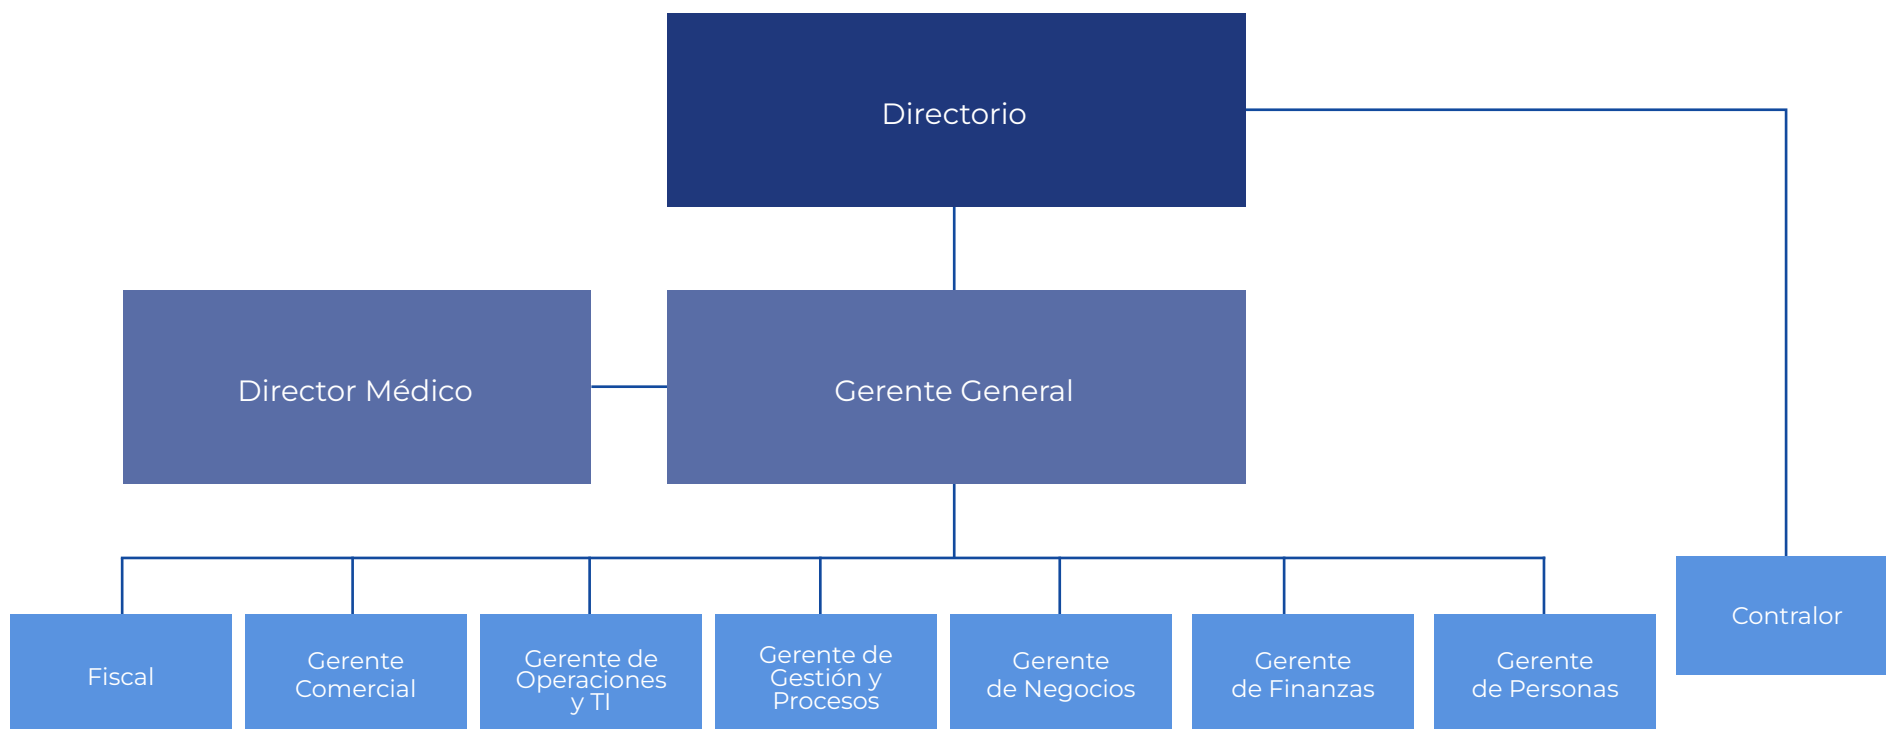 Directorio
Director Médico
Gerente General
Contralor
Fiscal
Gerente
Comercial
Gerente de
Operaciones
y TI
Gerente de
Gestión y
Procesos
Gerente
de Negocios
Gerente
de Finanzas
Gerente
de Personas